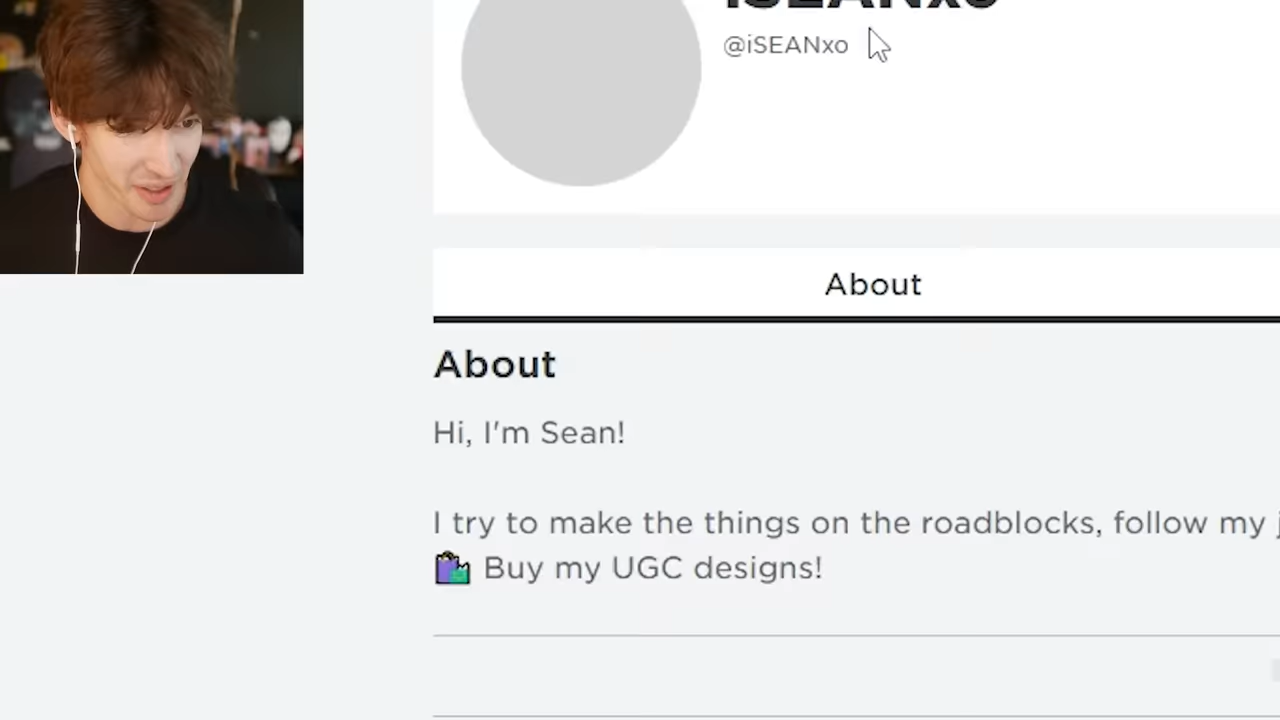 iSEANxo
@iSEANxo
About
About
Hi, I'm Sean!
I try to make the things on the roadblocks, follow my
🛍️ Buy my UGC designs!